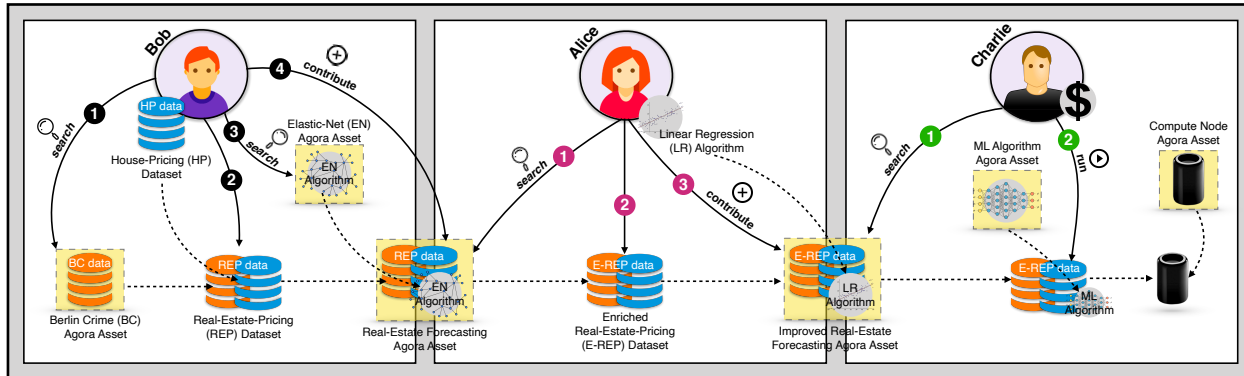 Bob
4
contribute
1
search
HP data
3
search
Elastic-Net (EN)
Agora Asset
EN
Algorithm
House-Pricing (HP)
Dataset
2
BC data
Berlin Crime (BC)
Agora Asset
REP data
Real-Estate-Pricing
(REP) Dataset
REP data
EN
Algorithm
Real-Estate Forecasting
Agora Asset
Alice
Linear Regression
(LR) Algorithm
search
1
2
3
contribute
E-REP data
Enriched
Real-Estate-Pricing
(E-REP) Dataset
E-REP data
LR
Algorithm
Improved Real-Estate
Forecasting Agora Asset
Charlie
$
search
1
2
run
ML Algorithm
Agora Asset
Compute Node
Agora Asset
E-REP data
ML
Algorithm